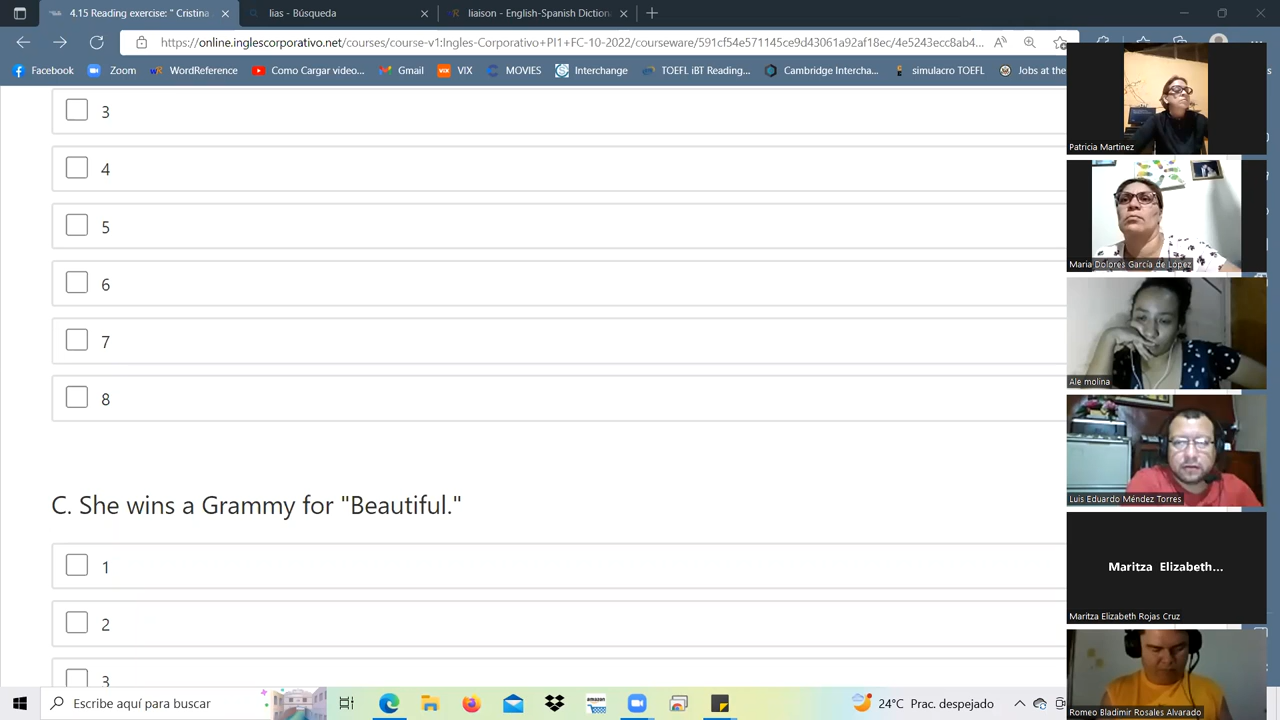 4.15 Reading exercise: " Cristina
lias - Búsqueda
liaison - English-Spanish Diction
https://online.inglescorporativo.net/courses/course-v1:Ingles-Corporativo+PI1+FC-10-2022/courseware/591cf54e571145ce9d43061a92af18ec/4e5243ecc8ab4...
Facebook
Zoom
WordReference
Como Cargar video...
Gmail
VIX
MOVIES
Interchange
TOEFL iBT Reading...
Cambridge Intercha...
simulacro TOEFL
Jobs at the
3
4
5
6
7
8
C. She wins a Grammy for "Beautiful."
1
2
3
Patricia Martinez
Maria Dolores García de López
Ale molina
Luis Eduardo Méndez Torres
Maritza Elizabeth...
Maritza Elizabeth Rojas Cruz
Romeo Bladimir Rosales Alvarado
Escribe aquí para buscar
amazon
24°C Prac. despejado